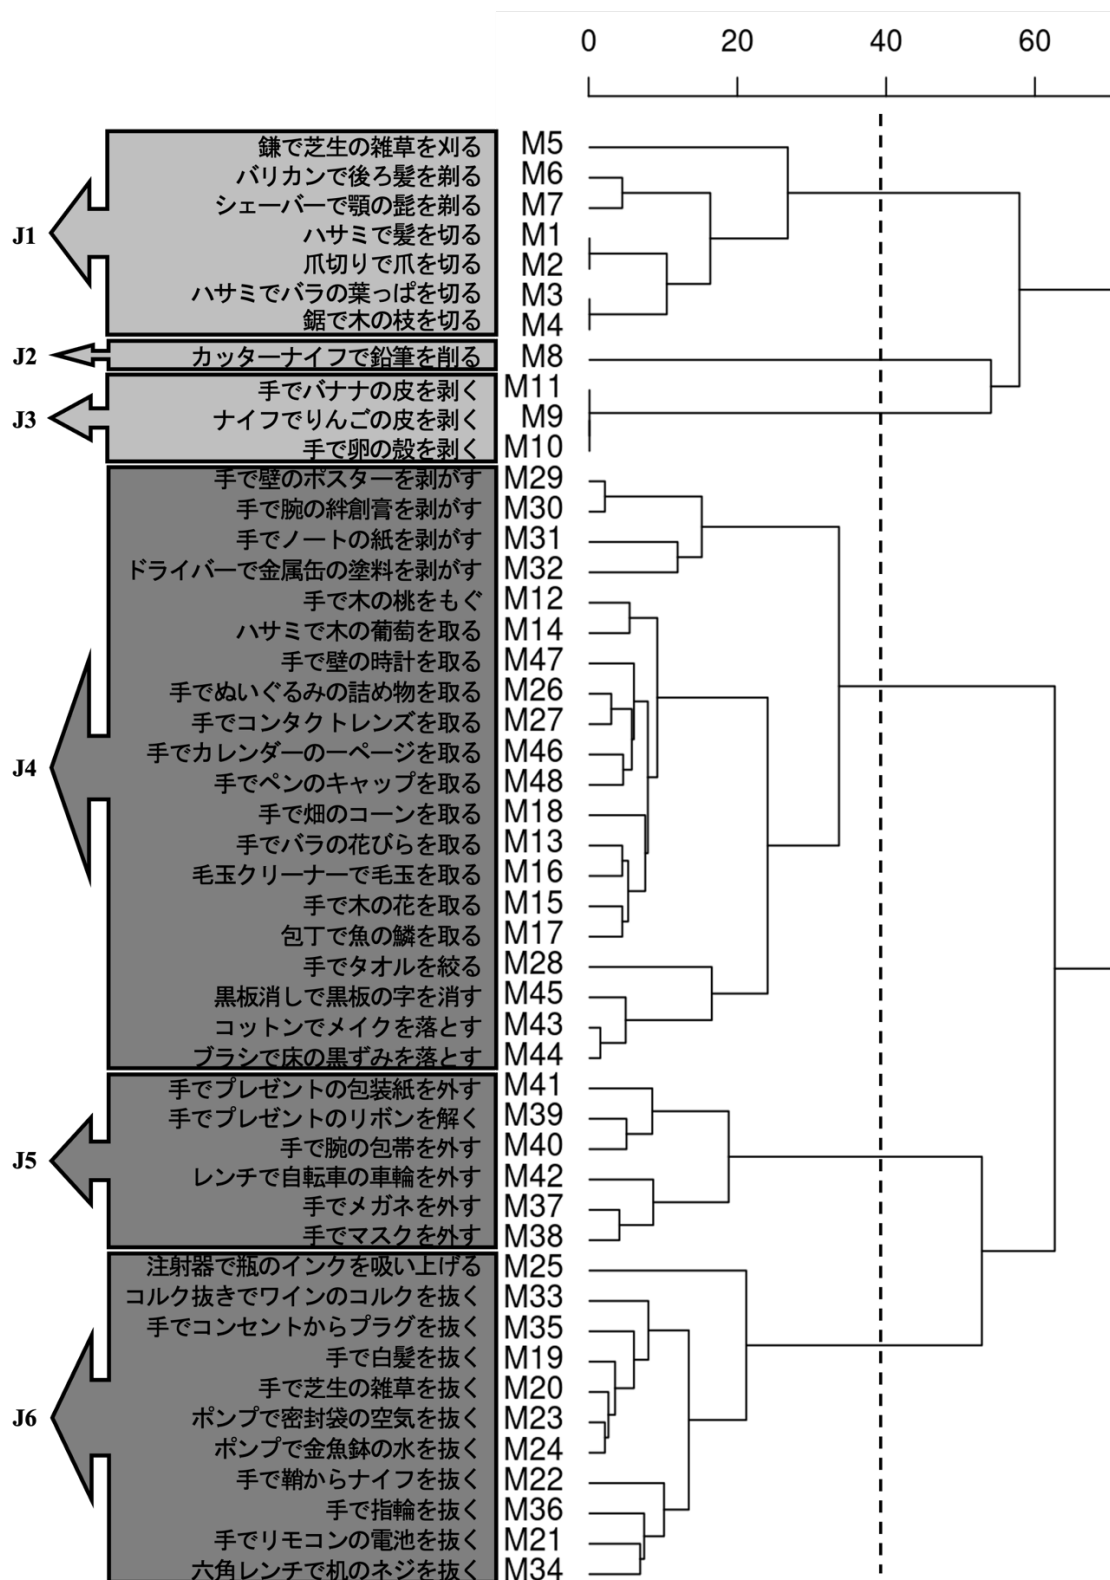 0 20 40 60
鎌で芝生の雑草を刈る M5
バリカンで後ろ髪を剃る M6
シェーバーで顎の髭を剃る M7
J1 ハサミで髪を切る M1
爪切りで爪を切る M2
ハサミでバラの葉っぱを切る M3
鋸で木の枝を切る M4
J2 カッターナイフで鉛筆を削る M8
手でバナナの皮を剥く M11
J3 ナイフでりんごの皮を剥く M9
手で卵の殻を剥く M10
手で壁のポスターを剥がす M29
手で腕の絆創膏を剥がす M30
手でノートの紙を剥がす M31
ドライバーで金属缶の塗料を剥がす M32
手で木の桃をもぐ M12
ハサミで木の葡萄を取る M14
手で壁の時計を取る M47
手でぬいぐるみの詰め物を取る M26
手でコンタクトレンズを取る M27
手でカレンダーの一ページを取る M46
J4 手でペンのキャップを取る M48
手で畑のコーンを取る M18
手でバラの花びらを取る M13
毛玉クリーナーで毛玉を取る M16
手で木の花を取る M15
包丁で魚の鱗を取る M17
手でタオルを絞る M28
黒板消しで黒板の字を消す M45
コットンでメイクを落とす M43
ブラシで床の黒ずみを落とす M44
手でプレゼントの包装紙を外す M41
手でプレゼントのリボンを解く M39
J5 手で腕の包帯を外す M40
レンチで自転車の車輪を外す M42
手でメガネを外す M37
手でマスクを外す M38
注射器で瓶のインクを吸い上げる M25
コルク抜きでワインのコルクを抜く M33
手でコンセントからプラグを抜く M35
手で白髪を抜く M19
手で芝生の雑草を抜く M20
J6 ポンプで密封袋の空気を抜く M23
ポンプで金魚鉢の水を抜く M24
手で鞘からナイフを抜く M22
手で指輪を抜く M36
手でリモコンの電池を抜く M21
六角レンチで机のネジを抜く M34